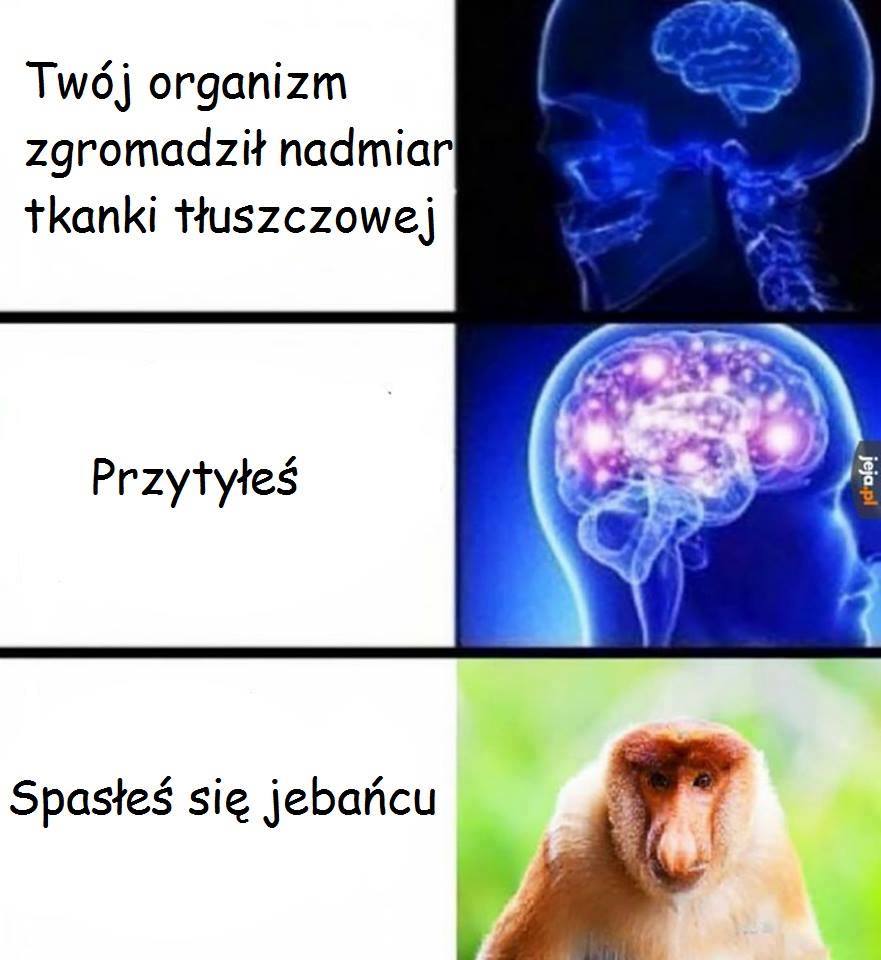 Twój organizm
zgromadził nadmiar
tkanki tłuszczowej
Przytyłeś
jeja.pl
Spasłeś się jebańcu